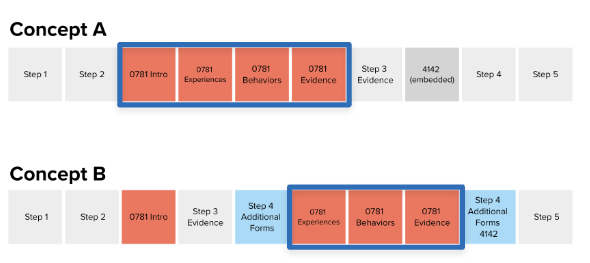 Concept A
Step 1
Step 2
0781 Intro
0781
Experiences
0781
Behaviors
0781
Evidence
Step 3
Evidence
4142
(embedded)
Step 4
Step 5
Concept B
Step 1
Step 2
0781 Intro
Step 3
Evidence
Step 4
Additional
Forms
0781
Experiences
0781
Behaviors
0781
Evidence
Step 4
Additional
Forms
4142
Step 5